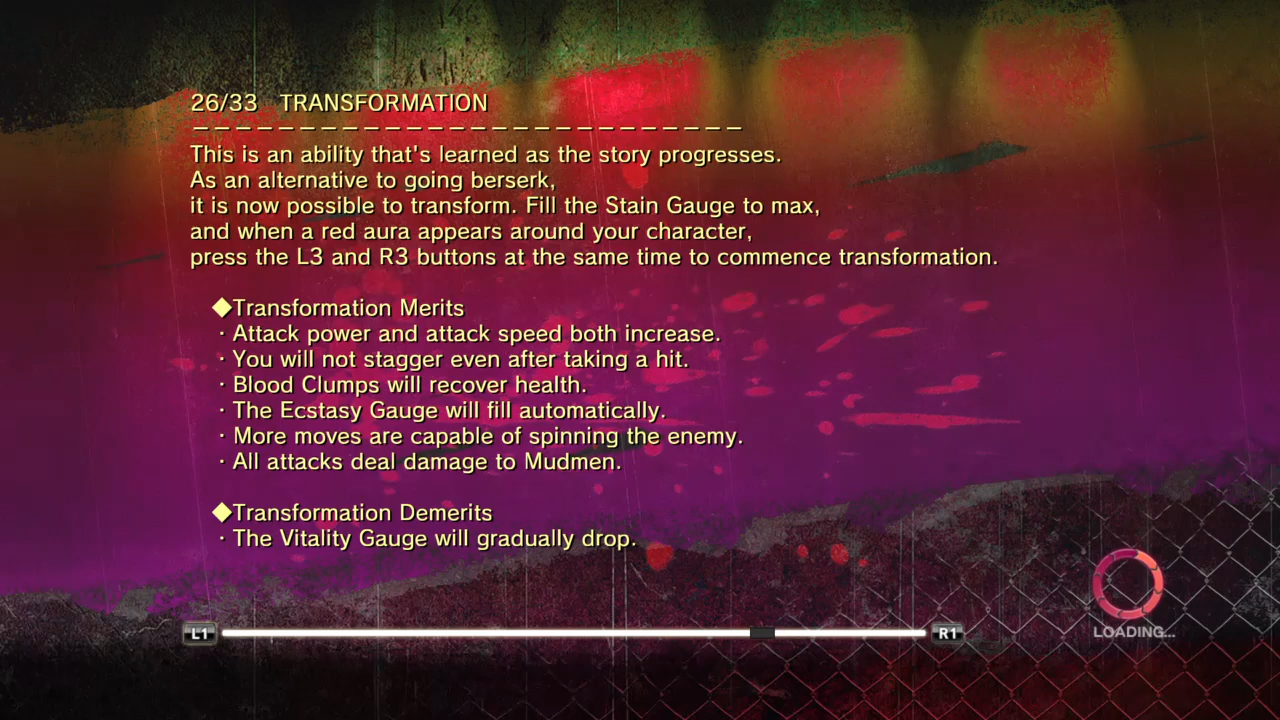 26/33 TRANSFORMATION
This is an ability that's learned as the story progresses.
As an alternative to going berserk,
it is now possible to transform. Fill the Stain Gauge to max,
and when a red aura appears around your character,
press the L3 and R3 buttons at the same time to commence transformation.
◆Transformation Merits
· Attack power and attack speed both increase.
· You will not stagger even after taking a hit.
· Blood Clumps will recover health.
· The Ecstasy Gauge will fill automatically.
· More moves are capable of spinning the enemy.
· All attacks deal damage to Mudmen.
◆Transformation Demerits
· The Vitality Gauge will gradually drop.
L1 R1
LOADING...